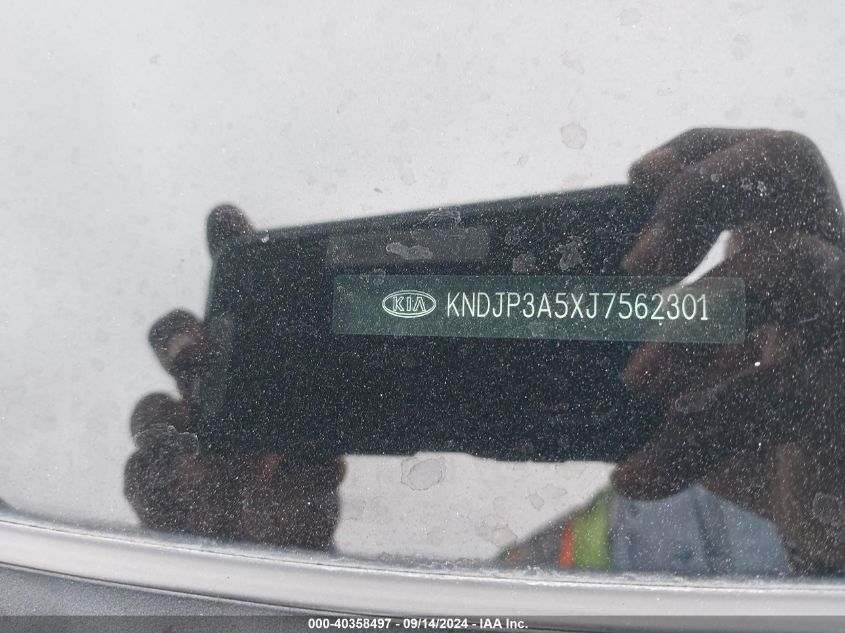 KIA KNDJP3A5XJ7562301
000-40358497 - 09/14/2024 - IAA Inc.